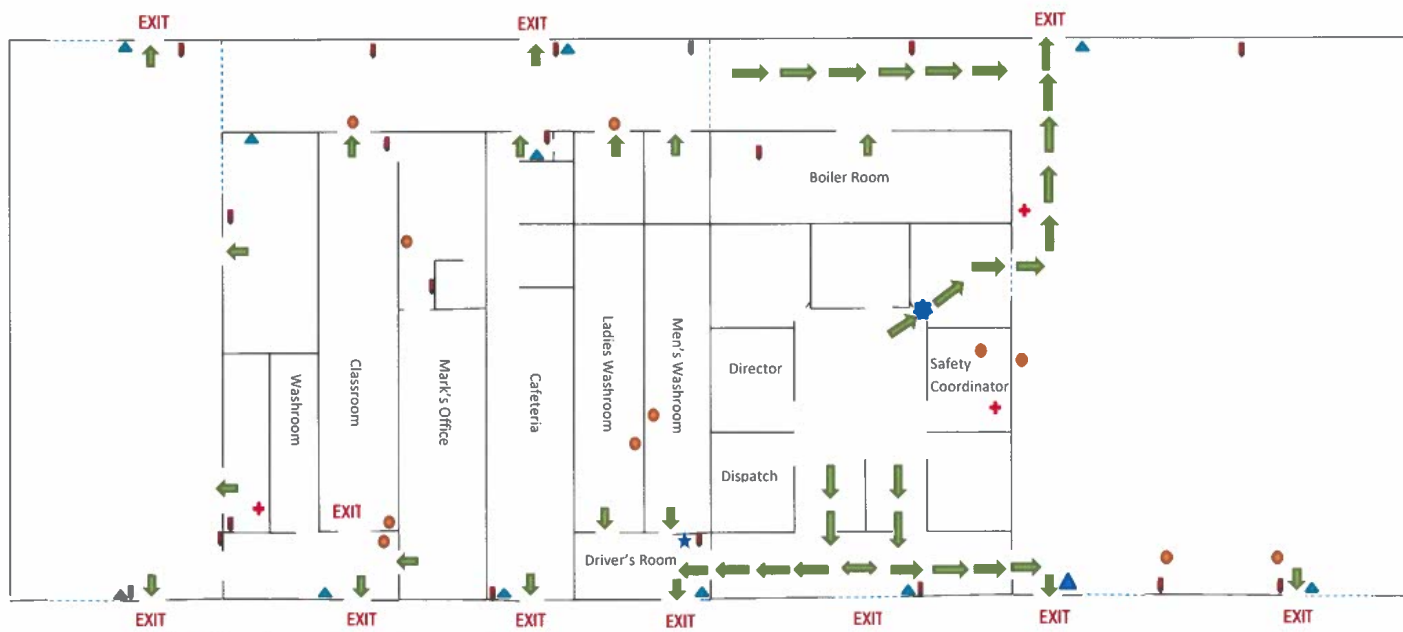 EXIT
EXIT
EXIT
Boiler Room
Washroom
Classroom
Mark's Office
Cafeteria
Ladies Washroom
Men's Washroom
Director
Safety
Coordinator
Dispatch
EXIT
Driver's Room
EXIT
EXIT
EXIT
EXIT
EXIT
EXIT
EXIT